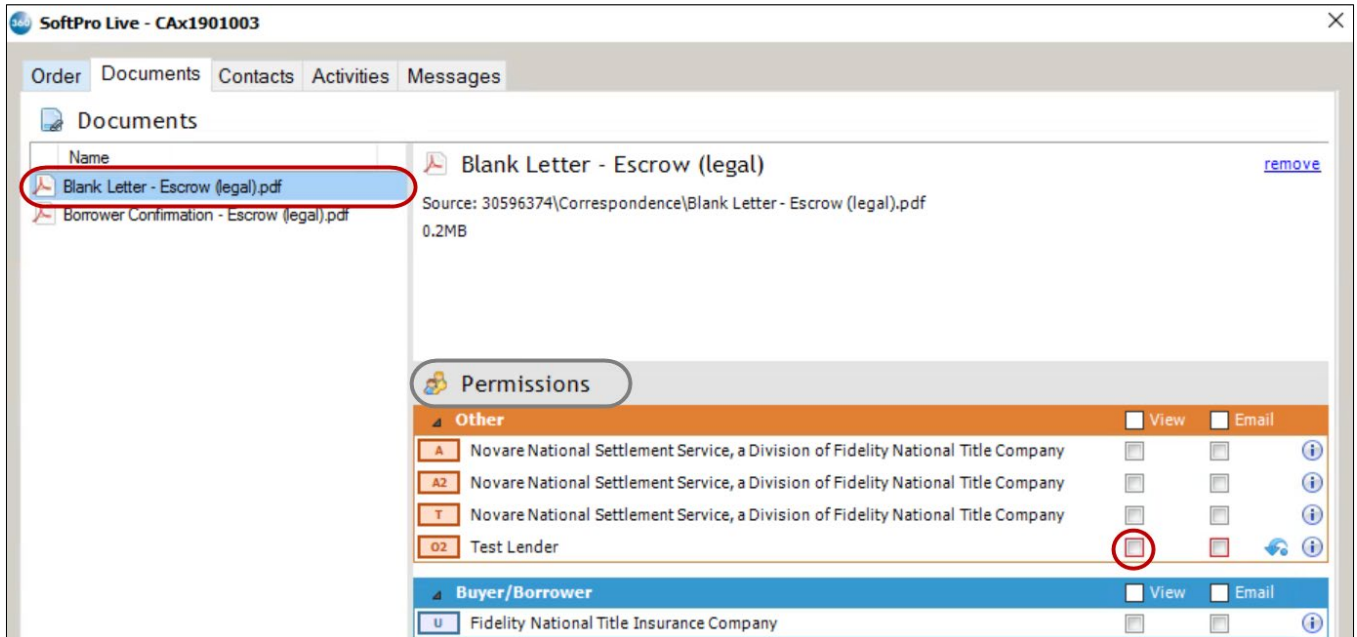 360 SoftPro Live - CAx1901003
Order Documents Contacts Activities Messages
Documents
Name
Blank Letter - Escrow (legal).pdf
Borrower Confirmation - Escrow (legal).pdf
Blank Letter - Escrow (legal) remove
Source: 30596374\Correspondence\Blank Letter - Escrow (legal).pdf
0.2MB
Permissions
Other View Email
A Novare National Settlement Service, a Division of Fidelity National Title Company
A2 Novare National Settlement Service, a Division of Fidelity National Title Company
T Novare National Settlement Service, a Division of Fidelity National Title Company
O2 Test Lender
Buyer/Borrower View Email
U Fidelity National Title Insurance Company